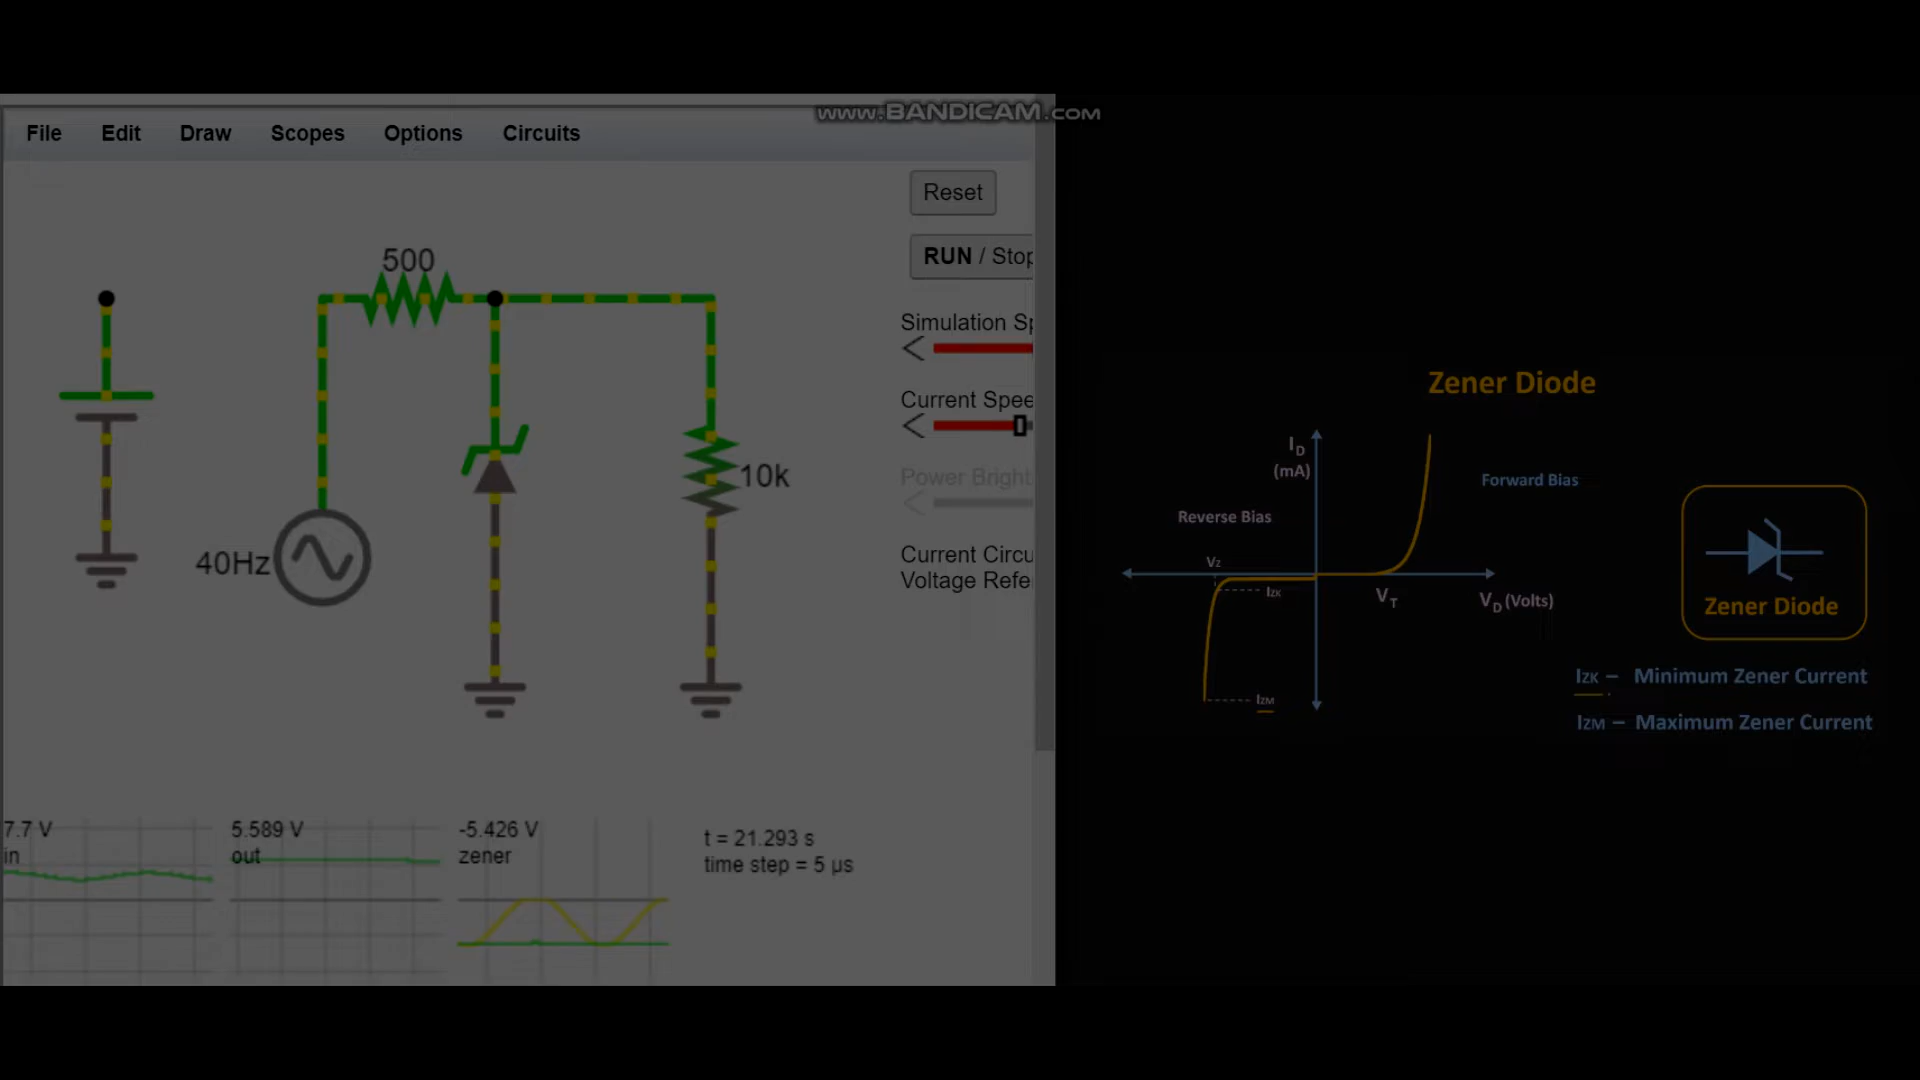 www.BANDICAM.com
File Edit Draw Scopes Options Circuits
Reset
RUN / Stop
Simulation Sp
Current Spee
Power Bright
Current Circu
Voltage Refe
500
10k
40Hz
7.7 V
in
5.589 V
out
-5.426 V
zener
t = 21.293 s
time step = 5 μs
Zener Diode
ID
(mA)
Forward Bias
Reverse Bias
VZ
IZK
VT
VD (Volts)
IZM
Zener Diode
IZK – Minimum Zener Current
IZM – Maximum Zener Current